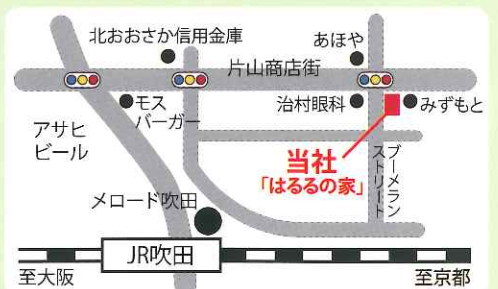 北おおさか信用金庫
あほや
片山商店街
モス
バーガー
治村眼科
みずもと
アサヒ
ビール
当社
「はるるの家」
ブーメラン
ストリート
メロード吹田
JR吹田
至大阪
至京都